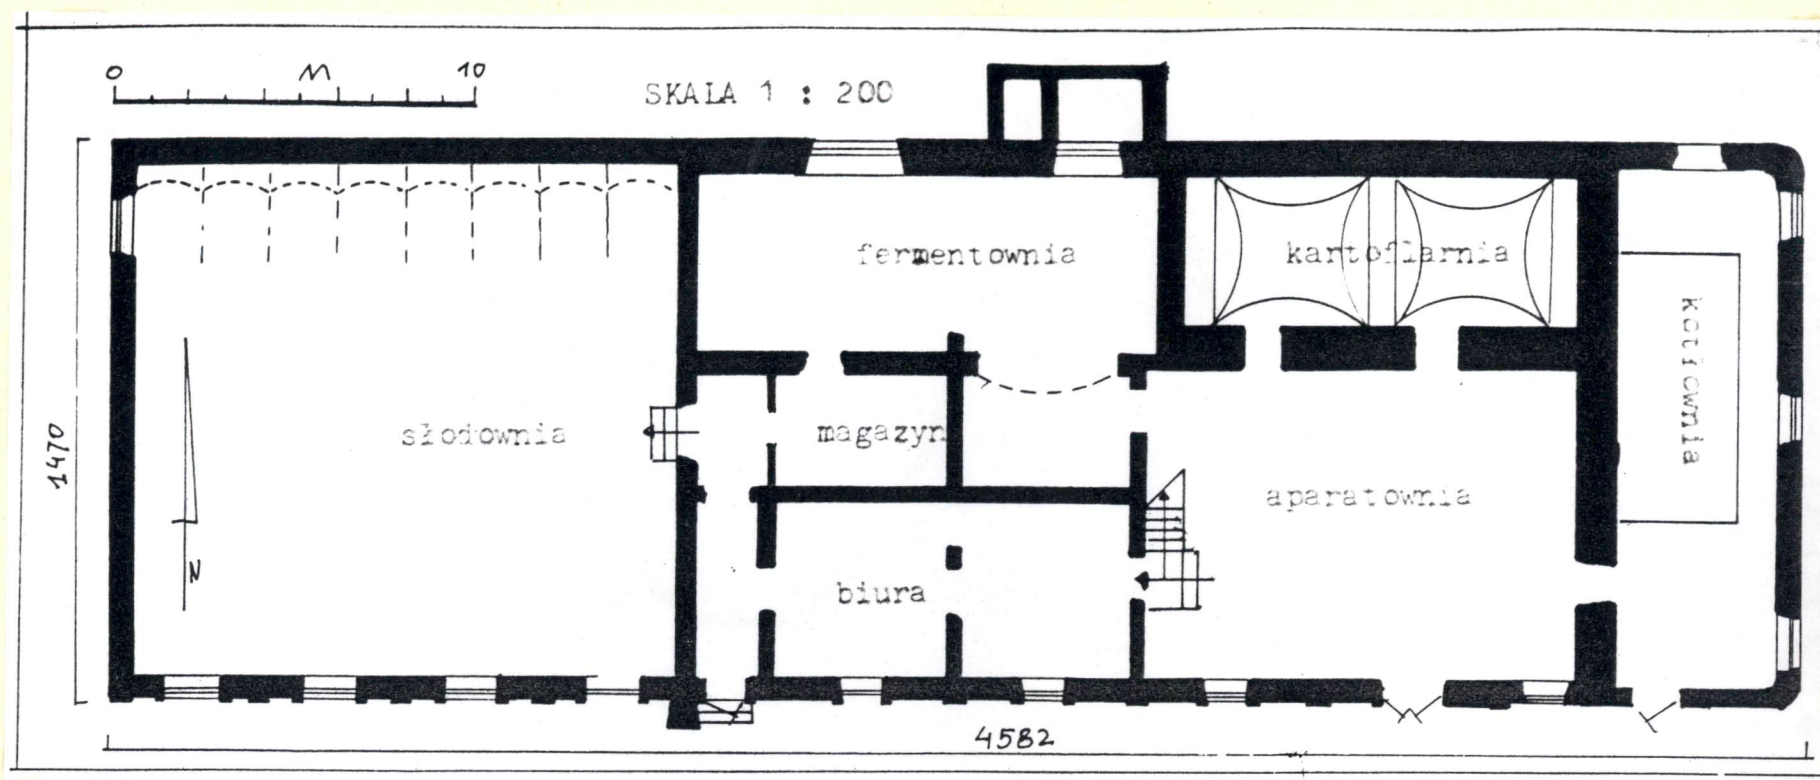 0 M 10
SKALA 1 : 200
fermentownia
kartoflarnia
kotłownia
1470
słodownia
magazyn
aparatownia
N
biura
4582